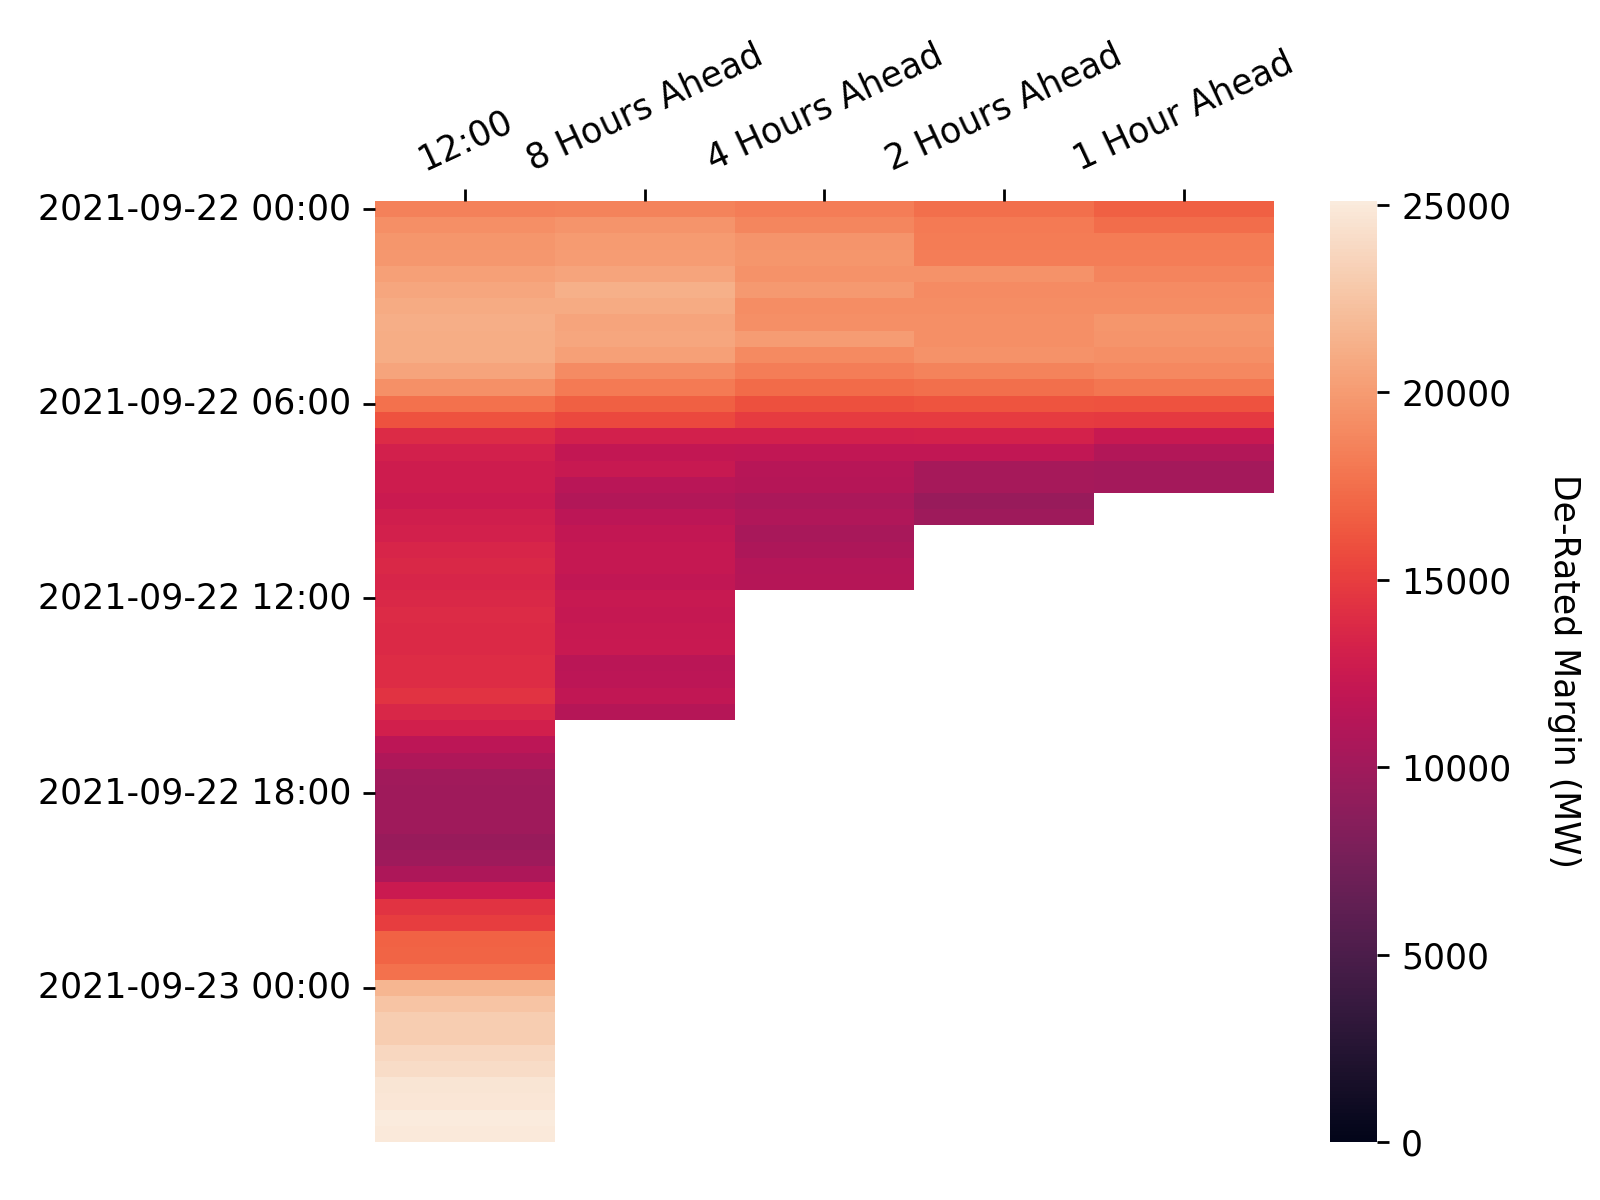 12:00
8 Hours Ahead
4 Hours Ahead
2 Hours Ahead
1 Hour Ahead
2021-09-22 00:00
2021-09-22 06:00
2021-09-22 12:00
2021-09-22 18:00
2021-09-23 00:00
25000
20000
15000
10000
5000
0
De-Rated Margin (MW)